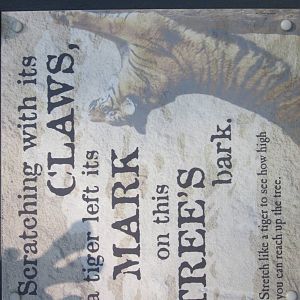 Scratching with its
CLAWS,
a tiger left its
MARK
on this
TREE'S
bark.
Stretch like a tiger to see how high
you can reach up the tree.